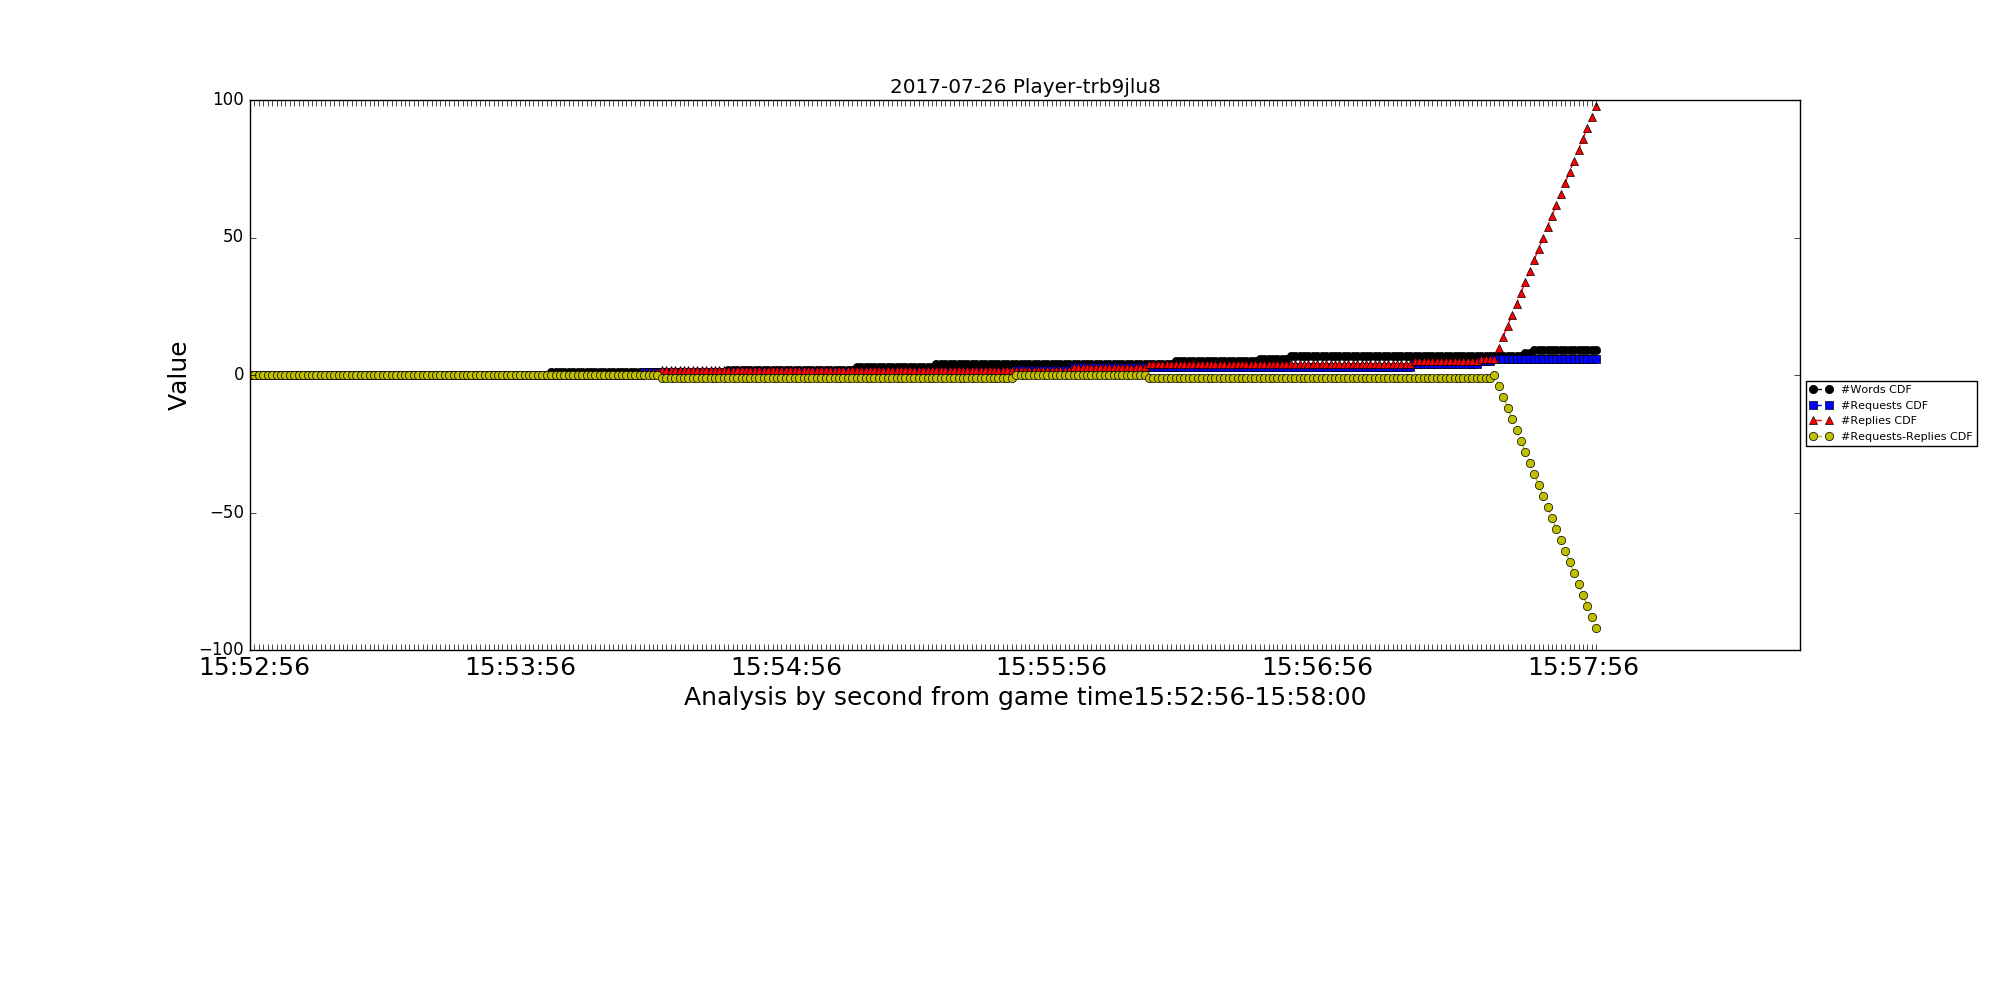 2017-07-26 Player-trb9jlu8
100
50
0
−50
−100
Value
15:52:56 15:53:56 15:54:56 15:55:56 15:56:56 15:57:56
Analysis by second from game time15:52:56-15:58:00
#Words CDF
#Requests CDF
#Replies CDF
#Requests-Replies CDF